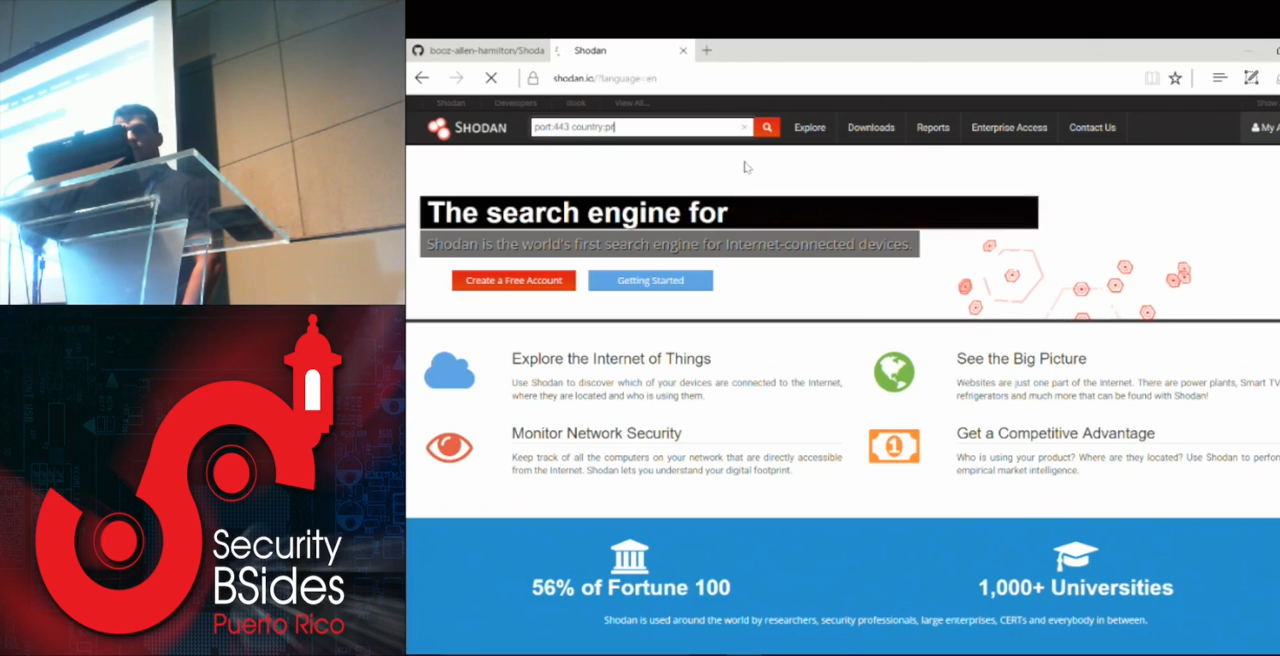 booz-allen-hamilton/Shoda
Shodan
shodan.io/?language=en
Shodan Developers Book View All...
Show
SHODAN
port:443 country:pr
Explore
Downloads
Reports
Enterprise Access
Contact Us
My A
The search engine for
Shodan is the world's first search engine for Internet-connected devices.
Create a Free Account
Getting Started
Explore the Internet of Things
Use Shodan to discover which of your devices are connected to the Internet,
where they are located and who is using them.
See the Big Picture
Websites are just one part of the Internet. There are power plants, Smart TV
refrigerators and much more that can be found with Shodan!
Monitor Network Security
Keep track of all the computers on your network that are directly accessible
from the Internet. Shodan lets you understand your digital footprint.
1
Get a Competitive Advantage
Who is using your product? Where are they located? Use Shodan to perfor
empirical market intelligence.
56% of Fortune 100
1,000+ Universities
Shodan is used around the world by researchers, security professionals, large enterprises, CERTs and everybody in between.
Security
BSides
Puerto Rico